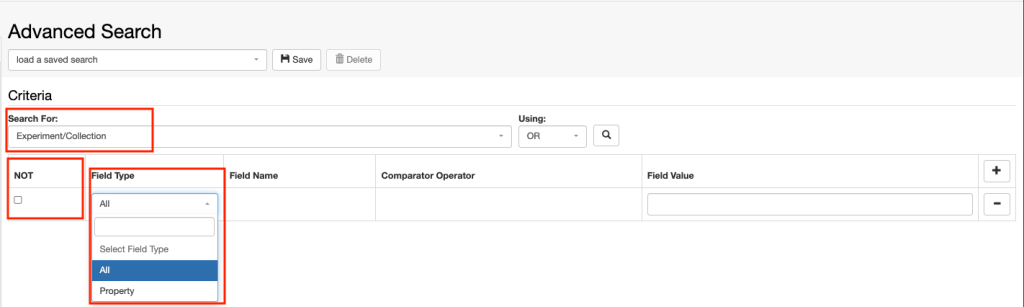 Advanced Search
load a saved search Save Delete
Criteria
Search For: Using:
Experiment/Collection OR
NOT Field Type Field Name Comparator Operator Field Value
All
Select Field Type
All
Property